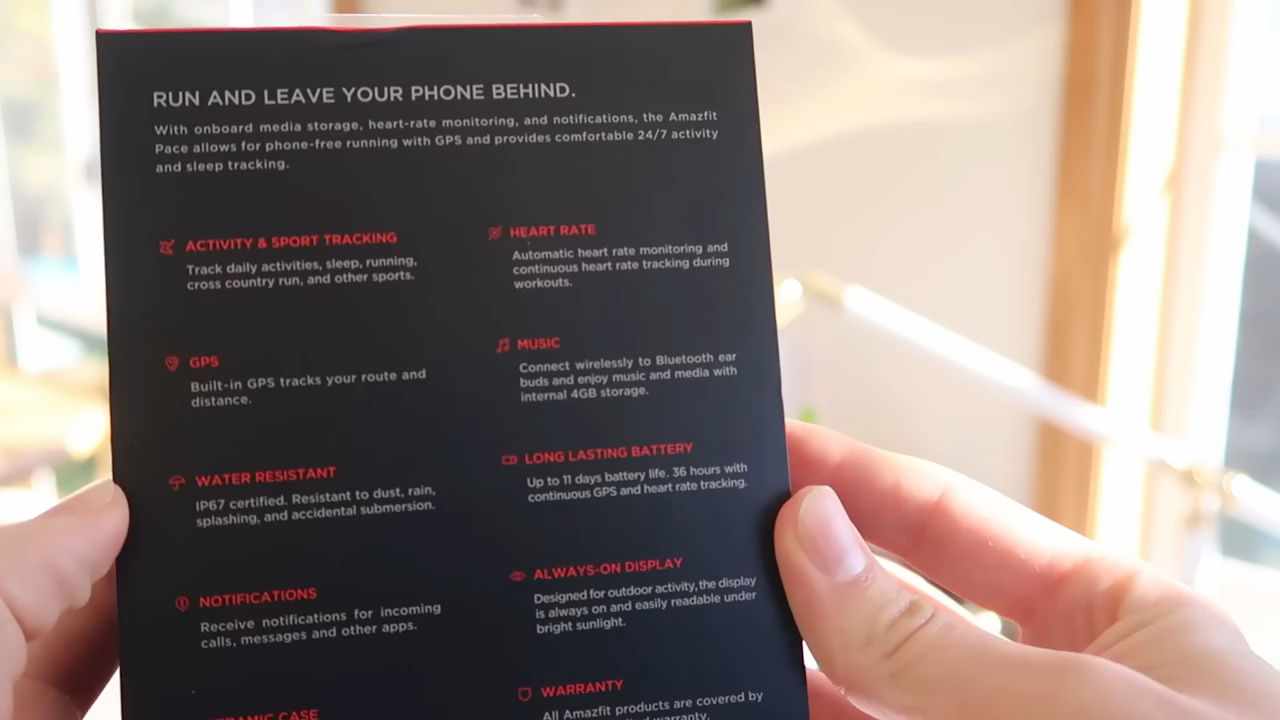 RUN AND LEAVE YOUR PHONE BEHIND.
With onboard media storage, heart-rate monitoring, and notifications, the Amazfit
Pace allows for phone-free running with GPS and provides comfortable 24/7 activity
and sleep tracking.
ACTIVITY & SPORT TRACKING
Track daily activities, sleep, running,
cross country run, and other sports.
HEART RATE
Automatic heart rate monitoring and
continuous heart rate tracking during
workouts.
GPS
Built-in GPS tracks your route and
distance.
MUSIC
Connect wirelessly to Bluetooth ear
buds and enjoy music and media with
internal 4GB storage.
WATER RESISTANT
IP67 certified. Resistant to dust, rain,
splashing, and accidental submersion.
LONG LASTING BATTERY
Up to 11 days battery life. 36 hours with
continuous GPS and heart rate tracking.
NOTIFICATIONS
Receive notifications for incoming
calls, messages and other apps.
ALWAYS-ON DISPLAY
Designed for outdoor activity, the display
is always on and easily readable under
bright sunlight.
CASE
WARRANTY
All Amazfit products are covered by
warranty.